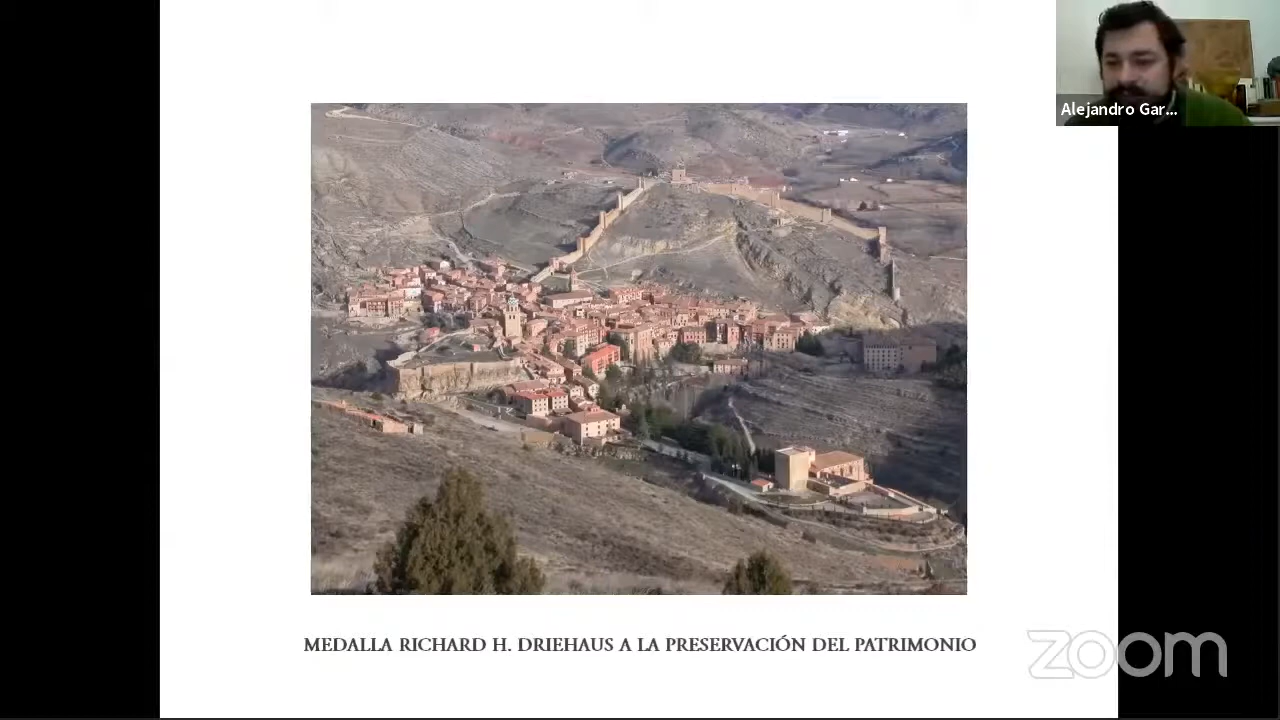 Alejandro Gar...
MEDALLA RICHARD H. DRIEHAUS A LA PRESERVACIÓN DEL PATRIMONIO
zoom